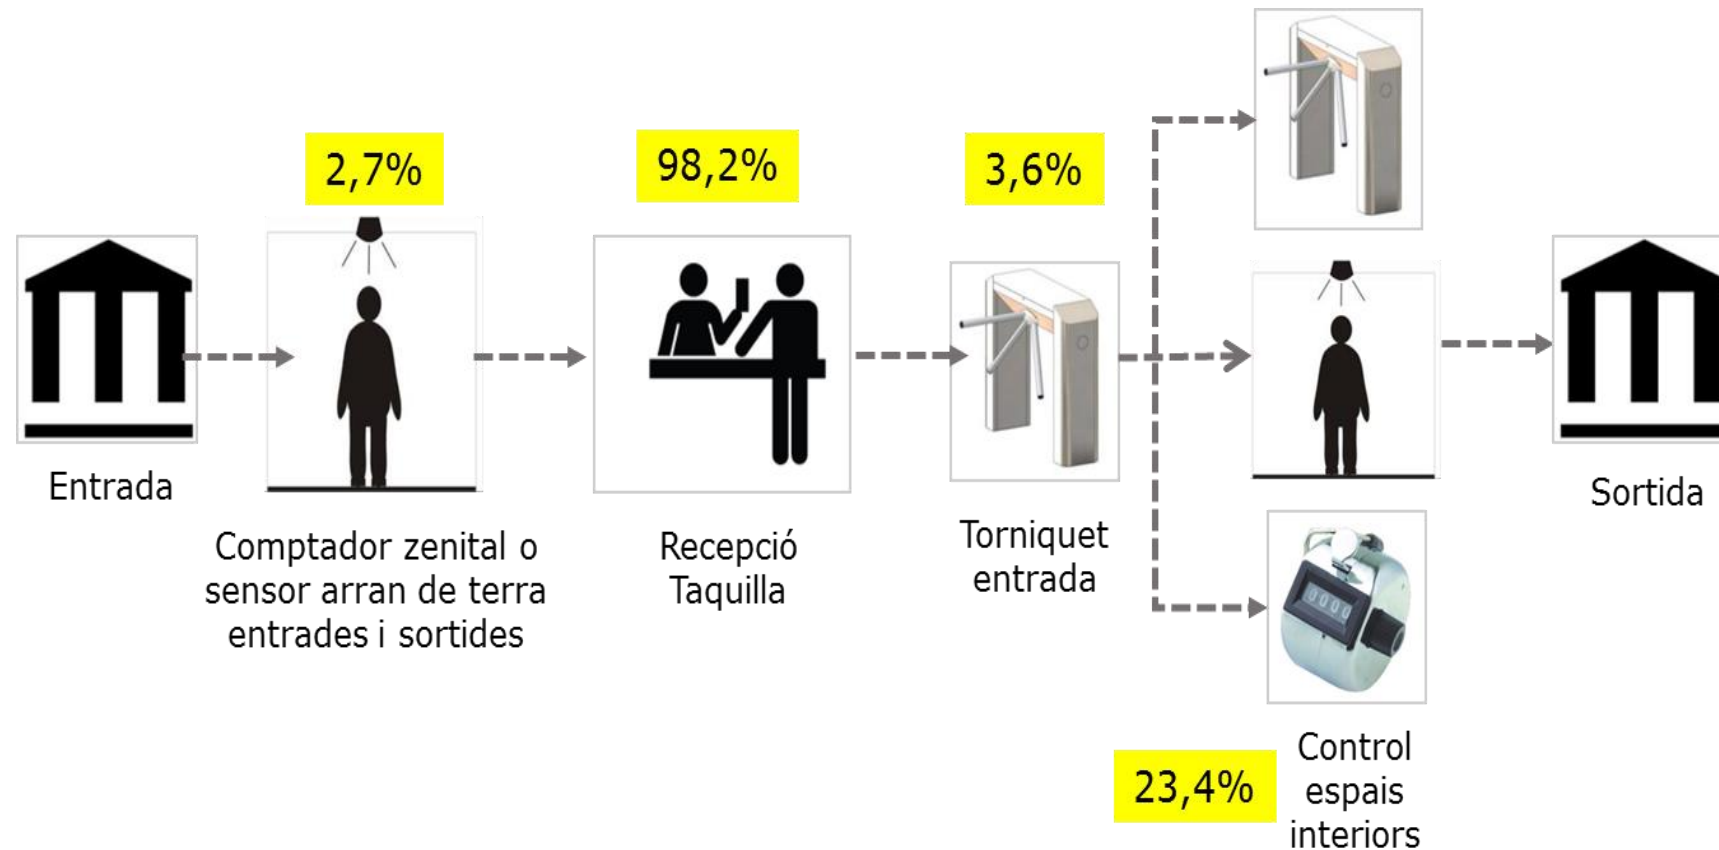 2,7%
98,2%
3,6%
Entrada
Comptador zenital o
sensor arran de terra
entrades i sortides
Recepció
Taquilla
Torniquet
entrada
Sortida
23,4%
Control
espais
interiors
0000